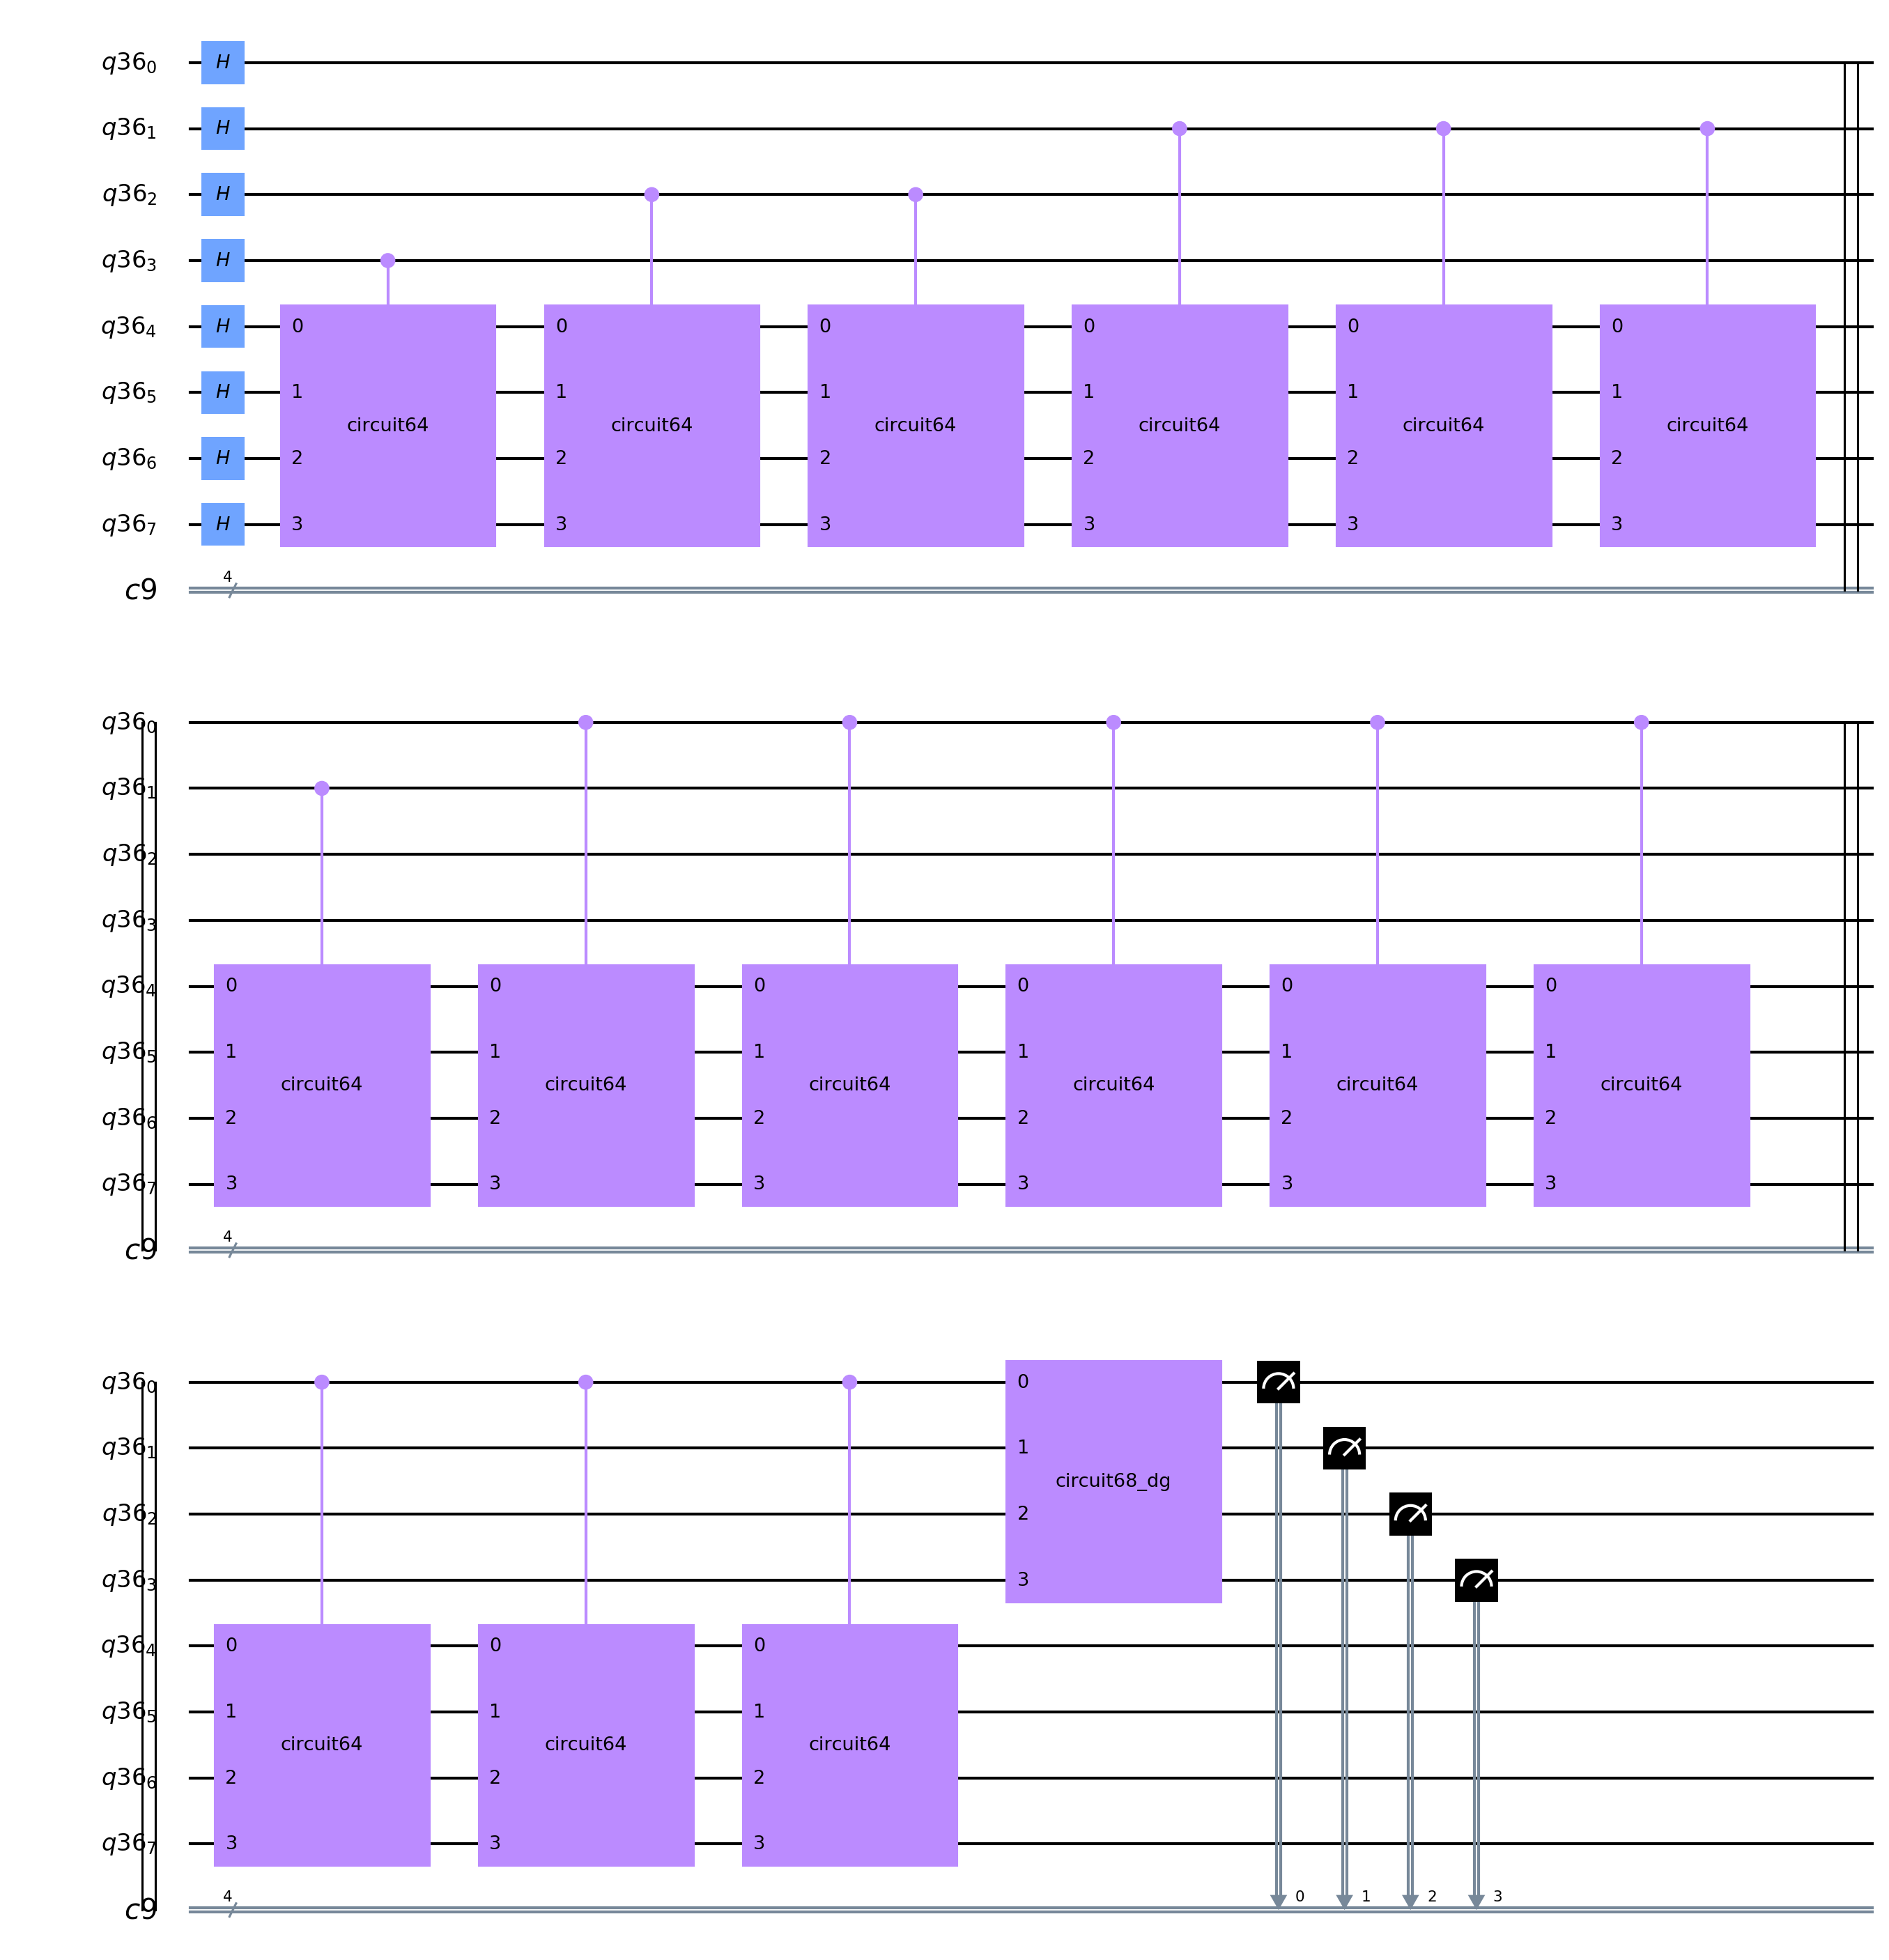 q36₀ H
q36₁ H
q36₂ H
q36₃ H
q36₄ H 0 0 0 0 0 0
q36₅ H 1 1 1 1 1 1
circuit64 circuit64 circuit64 circuit64 circuit64 circuit64
q36₆ H 2 2 2 2 2 2
q36₇ H 3 3 3 3 3 3
4
c9
q36₀
q36₁
q36₂
q36₃
q36₄ 0 0 0 0 0 0
q36₅ 1 1 1 1 1 1
circuit64 circuit64 circuit64 circuit64 circuit64 circuit64
q36₆ 2 2 2 2 2 2
q36₇ 3 3 3 3 3 3
4
c9
q36₀ 0
q36₁ 1
circuit68_dg
q36₂ 2
q36₃ 3
q36₄ 0 0 0
q36₅ 1 1 1
circuit64 circuit64 circuit64
q36₆ 2 2 2
q36₇ 3 3 3
4 0 1 2 3
c9